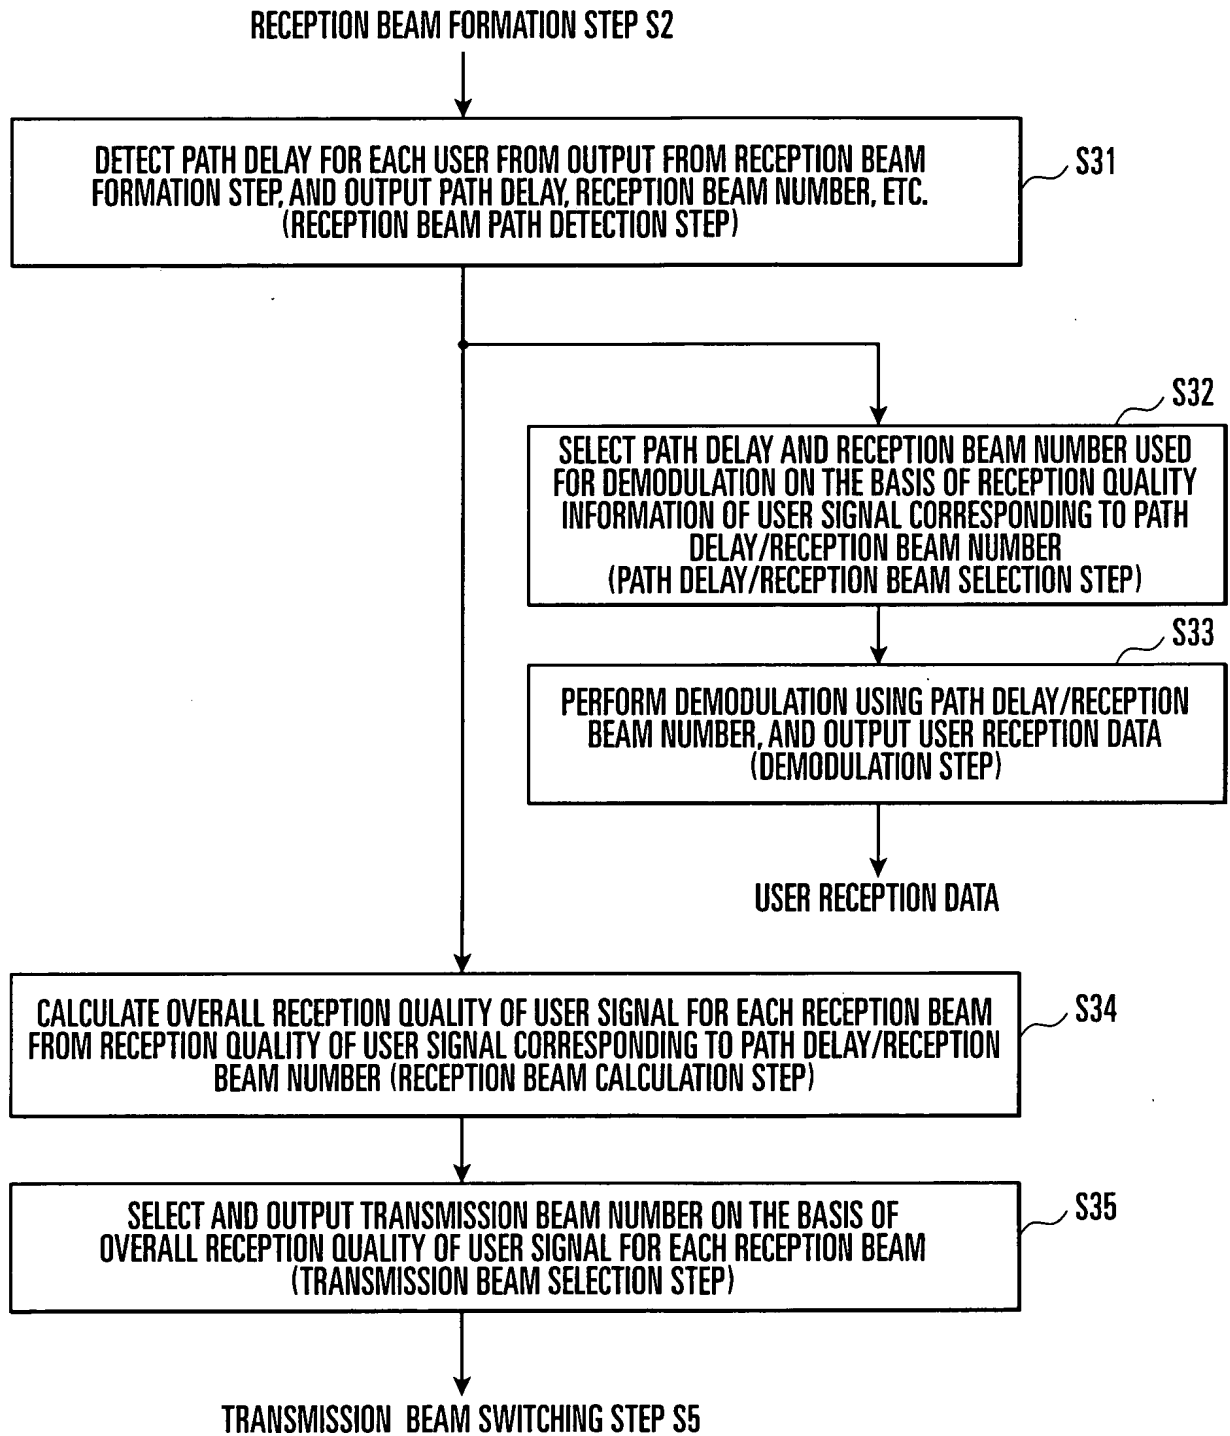 RECEPTION BEAM FORMATION STEP S2
DETECT PATH DELAY FOR EACH USER FROM OUTPUT FROM RECEPTION BEAM
FORMATION STEP, AND OUTPUT PATH DELAY, RECEPTION BEAM NUMBER, ETC.
(RECEPTION BEAM PATH DETECTION STEP)
S31
S32
SELECT PATH DELAY AND RECEPTION BEAM NUMBER USED
FOR DEMODULATION ON THE BASIS OF RECEPTION QUALITY
INFORMATION OF USER SIGNAL CORRESPONDING TO PATH
DELAY/RECEPTION BEAM NUMBER
(PATH DELAY/RECEPTION BEAM SELECTION STEP)
S33
PERFORM DEMODULATION USING PATH DELAY/RECEPTION
BEAM NUMBER, AND OUTPUT USER RECEPTION DATA
(DEMODULATION STEP)
USER RECEPTION DATA
CALCULATE OVERALL RECEPTION QUALITY OF USER SIGNAL FOR EACH RECEPTION BEAM
FROM RECEPTION QUALITY OF USER SIGNAL CORRESPONDING TO PATH DELAY/RECEPTION
BEAM NUMBER (RECEPTION BEAM CALCULATION STEP)
S34
SELECT AND OUTPUT TRANSMISSION BEAM NUMBER ON THE BASIS OF
OVERALL RECEPTION QUALITY OF USER SIGNAL FOR EACH RECEPTION BEAM
(TRANSMISSION BEAM SELECTION STEP)
S35
TRANSMISSION BEAM SWITCHING STEP S5